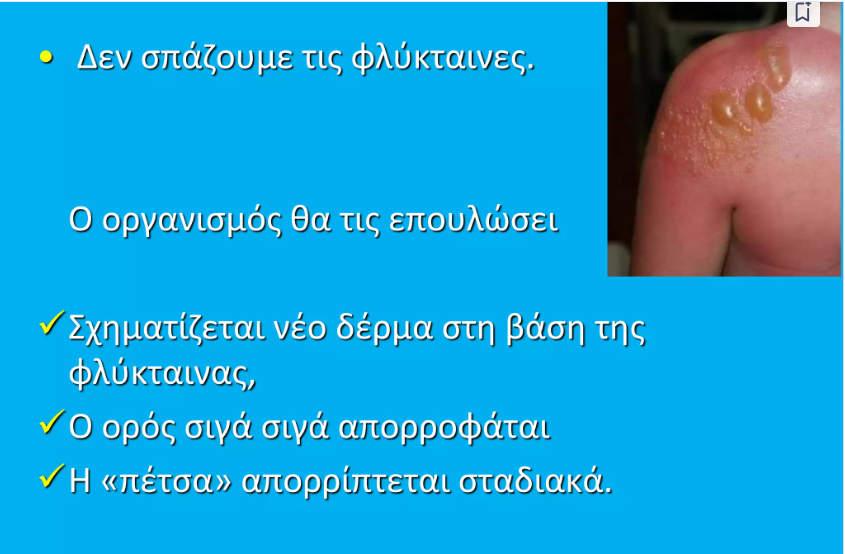 • Δεν σπάζουμε τις φλύκταινες.
Ο οργανισμός θα τις επουλώσει
✓ Σχηματίζεται νέο δέρμα στη βάση της
φλύκταινας,
✓ Ο ορός σιγά σιγά απορροφάται
✓ Η «πέτσα» απορρίπτεται σταδιακά.